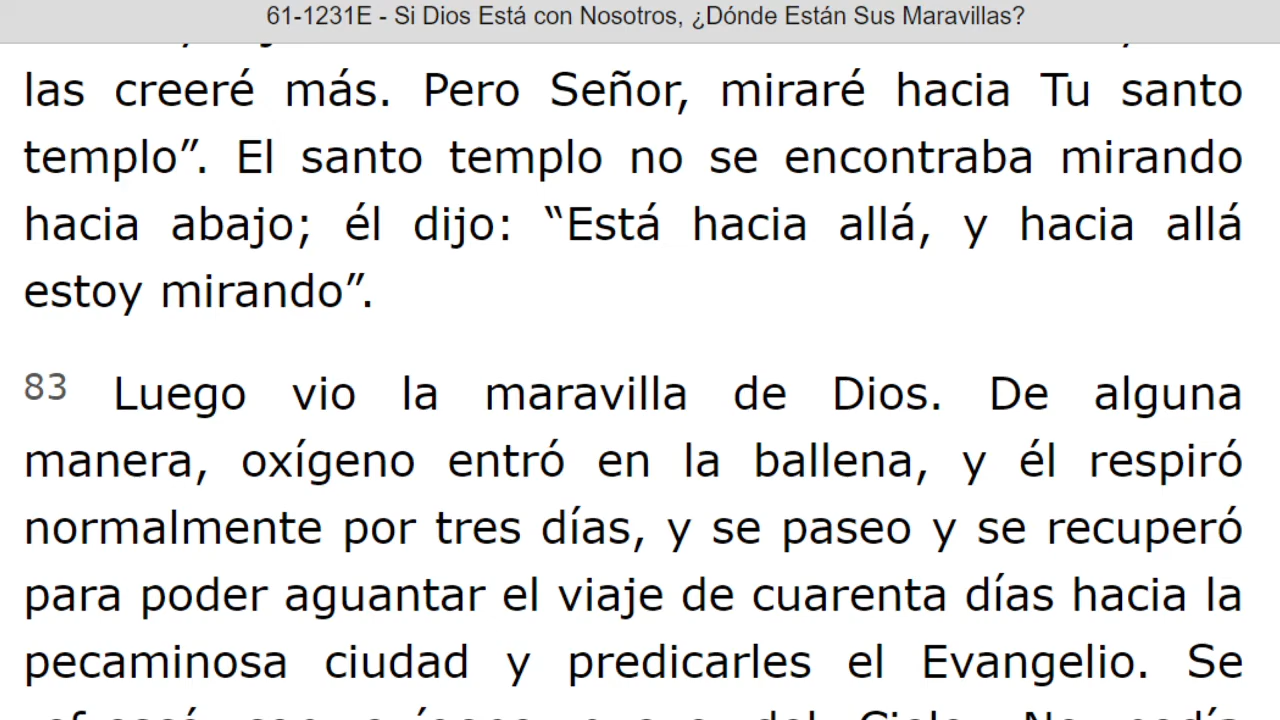 61-1231E - Si Dios Está con Nosotros, ¿Dónde Están Sus Maravillas?
las creeré más. Pero Señor, miraré hacia Tu santo
templo”. El santo templo no se encontraba mirando
hacia abajo; él dijo: “Está hacia allá, y hacia allá
estoy mirando”.
83 Luego vio la maravilla de Dios. De alguna
manera, oxígeno entró en la ballena, y él respiró
normalmente por tres días, y se paseo y se recuperó
para poder aguantar el viaje de cuarenta días hacia la
pecaminosa ciudad y predicarles el Evangelio. Se